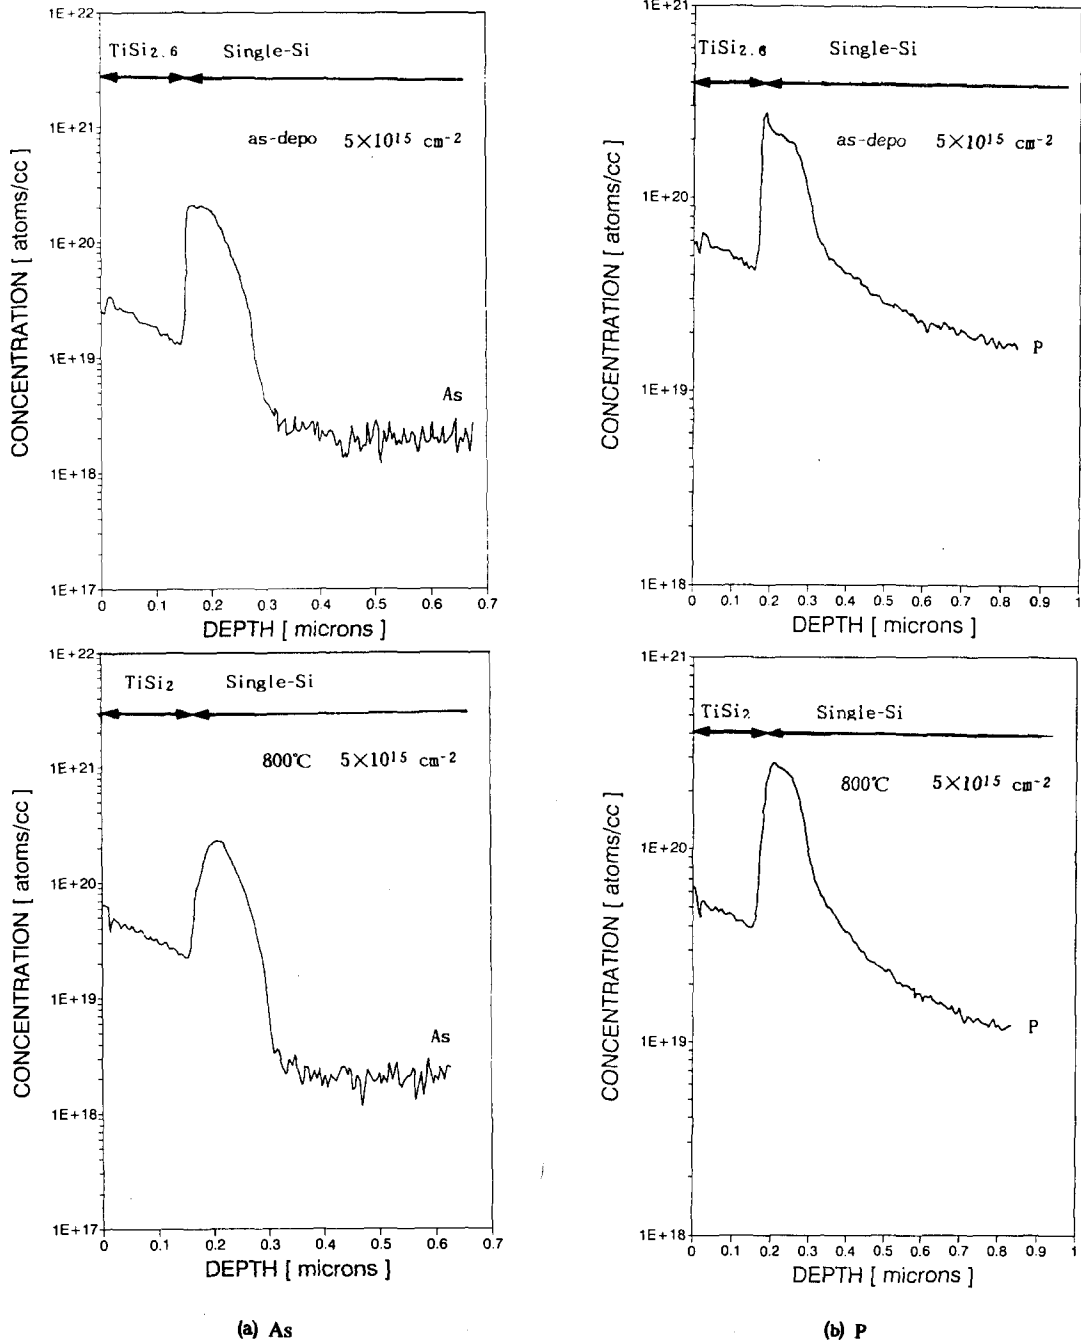 1E+22
TiSi2.6 Single-Si
1E+21
as-depo 5×1015 cm-2
1E+20
1E+19
As
1E+18
1E+17
0 0.1 0.2 0.3 0.4 0.5 0.6 0.7
DEPTH [ microns ]
CONCENTRATION [ atoms/cc ]
1E+21
TiSi2.6 Single-Si
as-depo 5×1015 cm-2
1E+20
P
1E+19
1E+18
0 0.1 0.2 0.3 0.4 0.5 0.6 0.7 0.8 0.9 1
DEPTH [ microns ]
CONCENTRATION [ atoms/cc ]
1E+22
TiSi2 Single-Si
800℃ 5×1015 cm-2
1E+21
1E+20
1E+19
As
1E+18
1E+17
0 0.1 0.2 0.3 0.4 0.5 0.6 0.7
DEPTH [ microns ]
CONCENTRATION [ atoms/cc ]
(a) As
1E+21
TiSi2 Single-Si
800℃ 5×1015 cm-2
1E+20
P
1E+19
1E+18
0 0.1 0.2 0.3 0.4 0.5 0.6 0.7 0.8 0.9 1
DEPTH [ microns ]
CONCENTRATION [ atoms/cc ]
(b) P